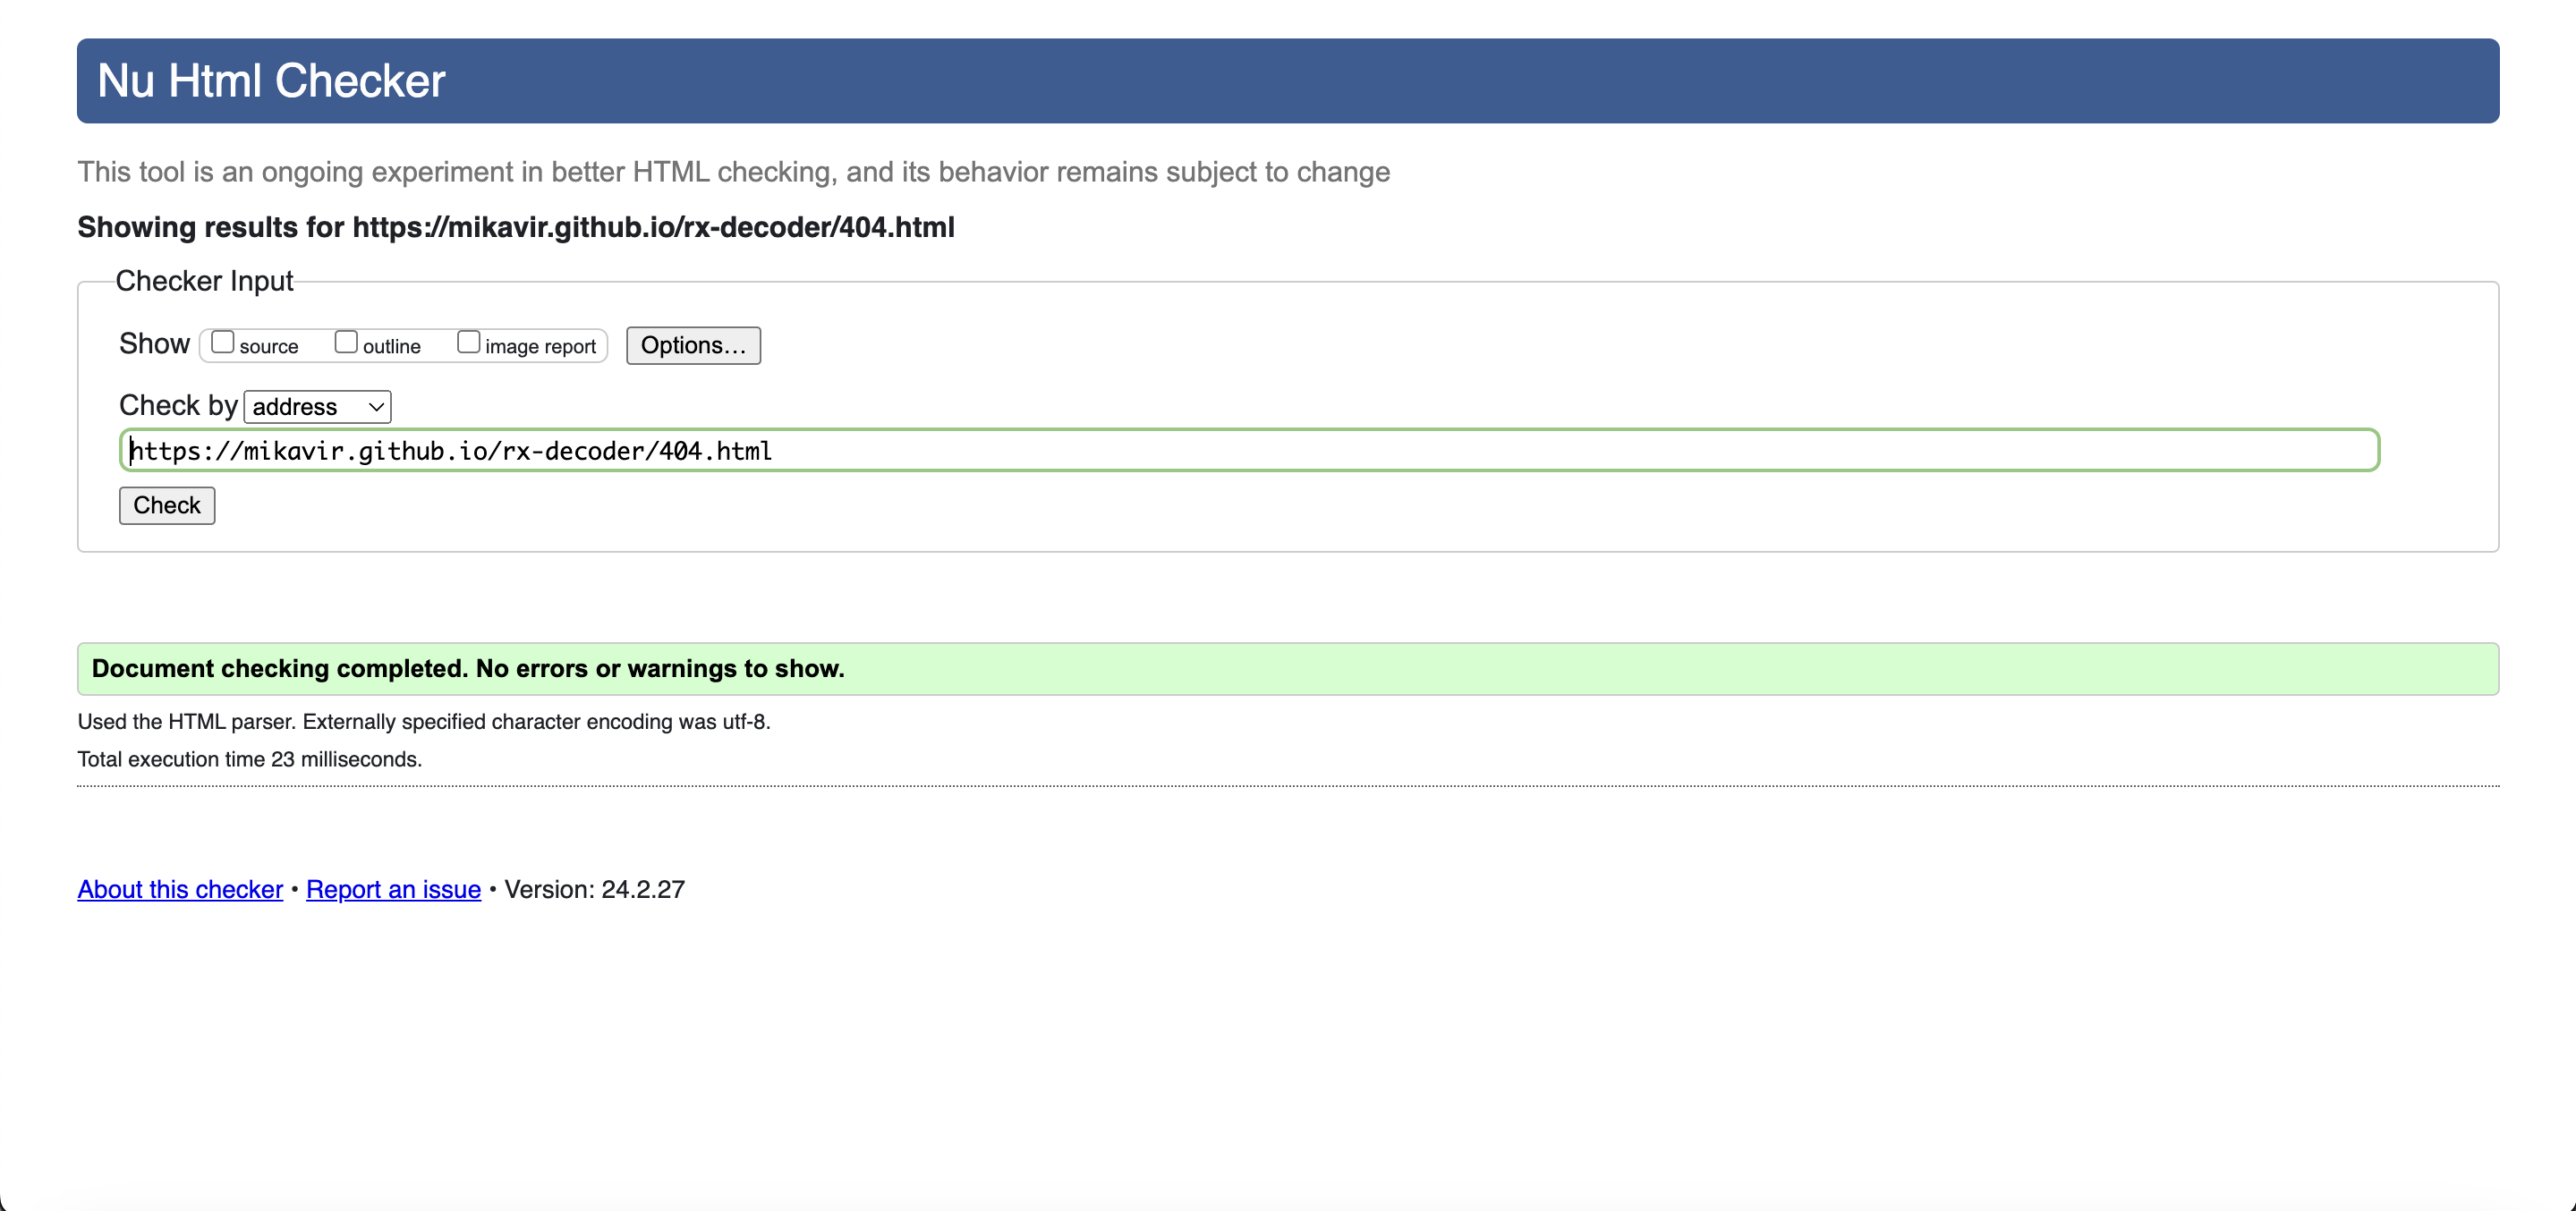 Nu Html Checker
This tool is an ongoing experiment in better HTML checking, and its behavior remains subject to change
Showing results for https://mikavir.github.io/rx-decoder/404.html
Checker Input
Show source outline image report Options...
Check by address
https://mikavir.github.io/rx-decoder/404.html
Check
Document checking completed. No errors or warnings to show.
Used the HTML parser. Externally specified character encoding was utf-8.
Total execution time 23 milliseconds.
About this checker • Report an issue • Version: 24.2.27